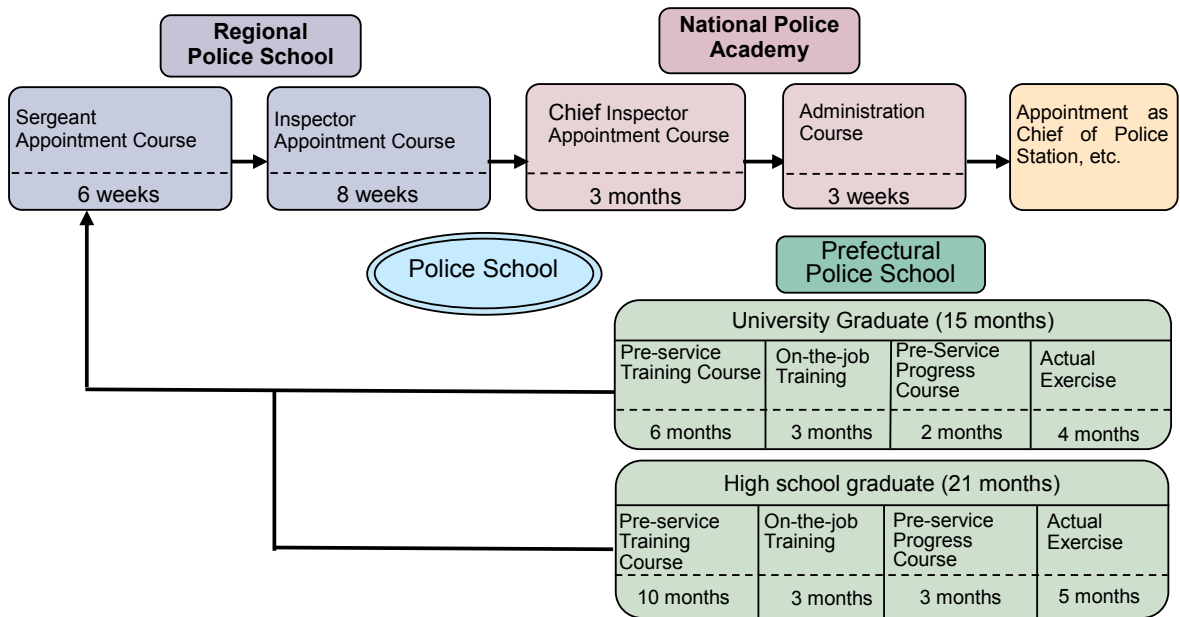 Regional
Police School
National Police
Academy
Sergeant
Appointment Course
6 weeks
Inspector
Appointment Course
8 weeks
Chief Inspector
Appointment Course
3 months
Administration
Course
3 weeks
Appointment as
Chief of Police
Station, etc.
Police School
Prefectural
Police School
University Graduate (15 months)
Pre-service
Training Course
6 months
On-the-job
Training
3 months
Pre-Service
Progress
Course
2 months
Actual
Exercise
4 months
High school graduate (21 months)
Pre-service
Training
Course
10 months
On-the-job
Training
3 months
Pre-service
Progress
Course
3 months
Actual
Exercise
5 months